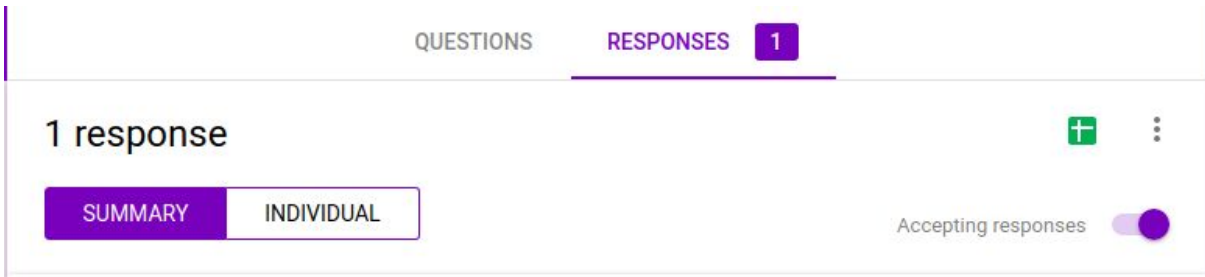 QUESTIONS RESPONSES 1
1 response
SUMMARY INDIVIDUAL
Accepting responses